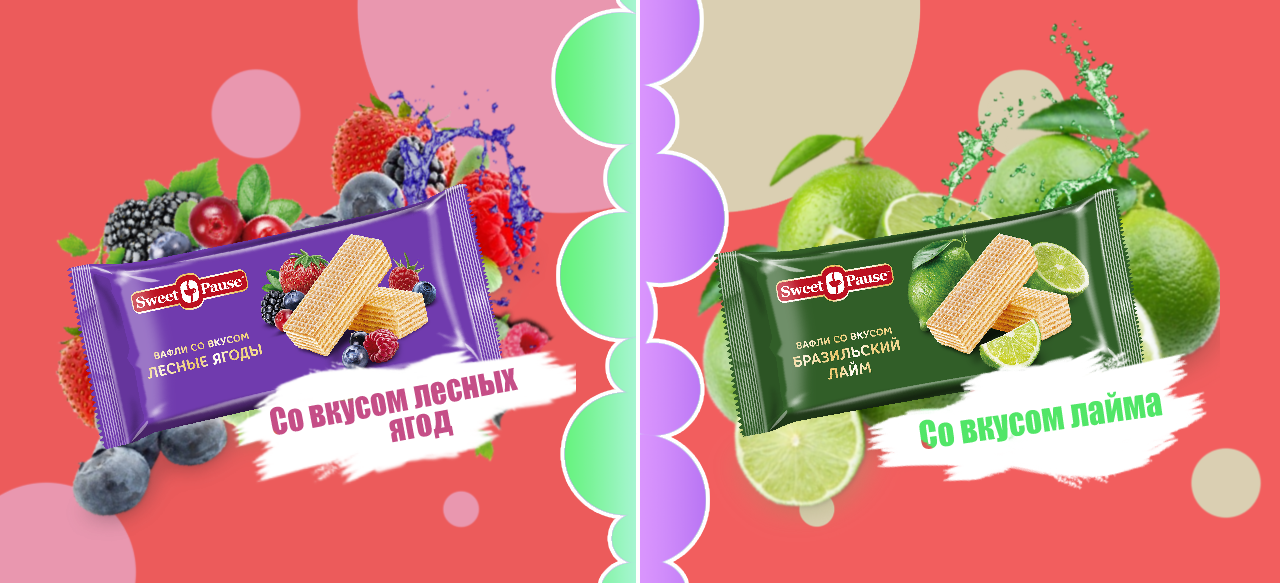 Sweet Pause
ВАФЛИ СО ВКУСОМ
ЛЕСНЫЕ ЯГОДЫ
Со вкусом лесных
ягод
Sweet Pause
ВАФЛИ СО ВКУСОМ
БРАЗИЛЬСКИЙ
ЛАЙМ
Со вкусом лайма